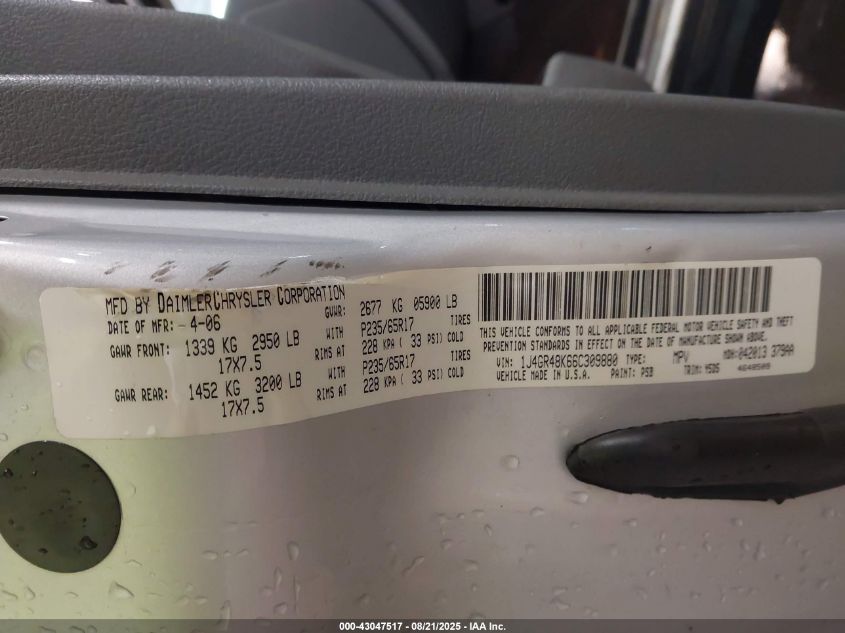 MFD BY DAIMLERCHRYSLER CORPORATION
DATE OF MFR: -4-06
GVWR: 2677 KG 05900 LB
GAWR FRONT: 1339 KG 2950 LB WITH P235/65R17 TIRES
17X7.5 RIMS AT 228 KPA ( 33 PSI) COLD
GAWR REAR: 1452 KG 3200 LB WITH P235/65R17 TIRES
17X7.5 RIMS AT 228 KPA ( 33 PSI) COLD
THIS VEHICLE CONFORMS TO ALL APPLICABLE FEDERAL MOTOR VEHICLE SAFETY AND THEFT
PREVENTION STANDARDS IN EFFECT ON THE DATE OF MANUFACTURE SHOWN ABOVE.
VIN: 1J4GR48K66C309880 TYPE: MPV MDH: 042013 379AA
VEHICLE MADE IN U.S.A. PAINT: PSB TRIM: 4648509
000-43047517 - 08/21/2025 - IAA Inc.